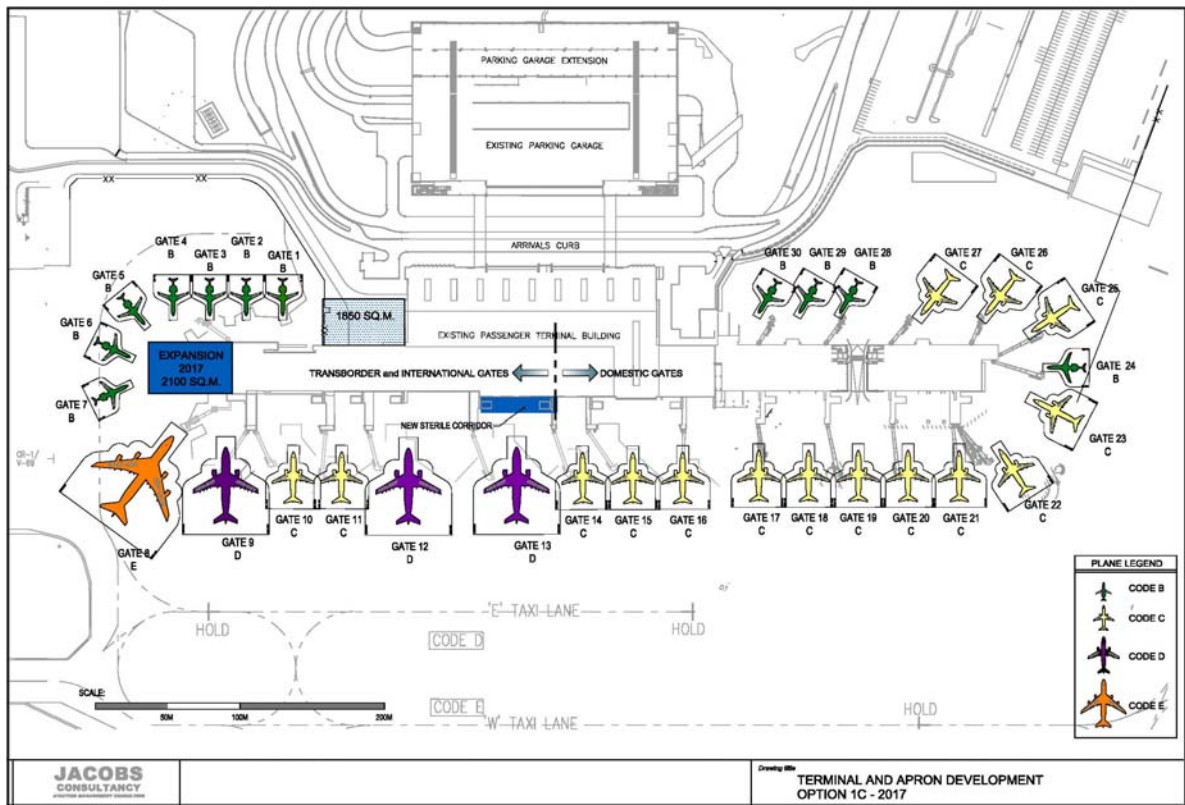 PARKING GARAGE EXTENSION
EXISTING PARKING GARAGE
ARRIVALS CURB
XX
XX
XX
GATE 4
B
GATE 3
B
GATE 2
B
GATE 1
B
GATE 30
B
GATE 29
B
GATE 28
B
GATE 27
C
GATE 26
C
GATE 25
C
GATE 5
B
GATE 6
B
GATE 7
B
1850 SQ.M.
EXISTING PASSENGER TERMINAL BUILDING
EXPANSION
2017
2100 SQ.M.
TRANSBORDER and INTERNATIONAL GATES
DOMESTIC GATES
GATE 24
B
NEW STERILE CORRIDOR
GATE 23
C
GATE 8
E
GATE 9
D
GATE 10
C
GATE 11
C
GATE 12
D
GATE 13
D
GATE 14
C
GATE 15
C
GATE 16
C
GATE 17
C
GATE 18
C
GATE 19
C
GATE 20
C
GATE 21
C
GATE 22
C
PLANE LEGEND
CODE B
CODE C
CODE D
CODE E
'E' TAXI LANE
HOLD
HOLD
CODE D
CODE E
'W' TAXI LANE
HOLD
SCALE:
50M
100M
200M
JACOBS
CONSULTANCY
Drawing title
TERMINAL AND APRON DEVELOPMENT
OPTION 1C - 2017